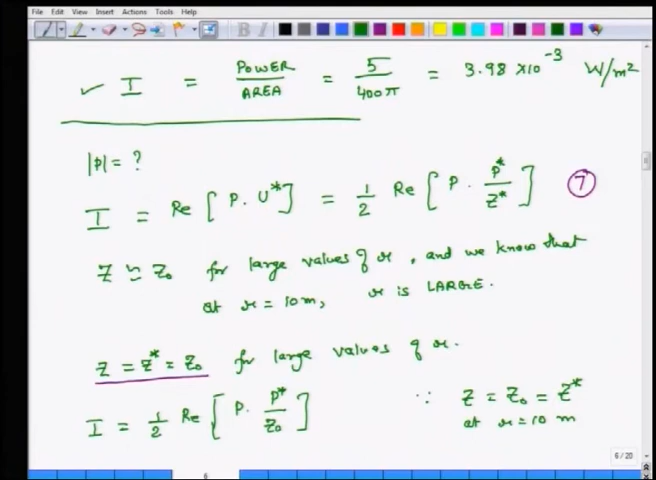 File Edit View Insert Actions Tools Help
✓ I = POWER/AREA = 5/400π = 3.98 × 10⁻³ W/m²
|p| = ?
I = Re [ P. U* ] = 1/2 Re [ P. P*/Z* ] 7
Z ≃ Z₀ for large values of r, and we know that
at r = 10m, r is LARGE.
Z = Z* = Z₀ for large values of r.
I = 1/2 Re [ P. P*/Z₀ ] ∵ Z = Z₀ = Z*
at r = 10 m
6
6 / 20